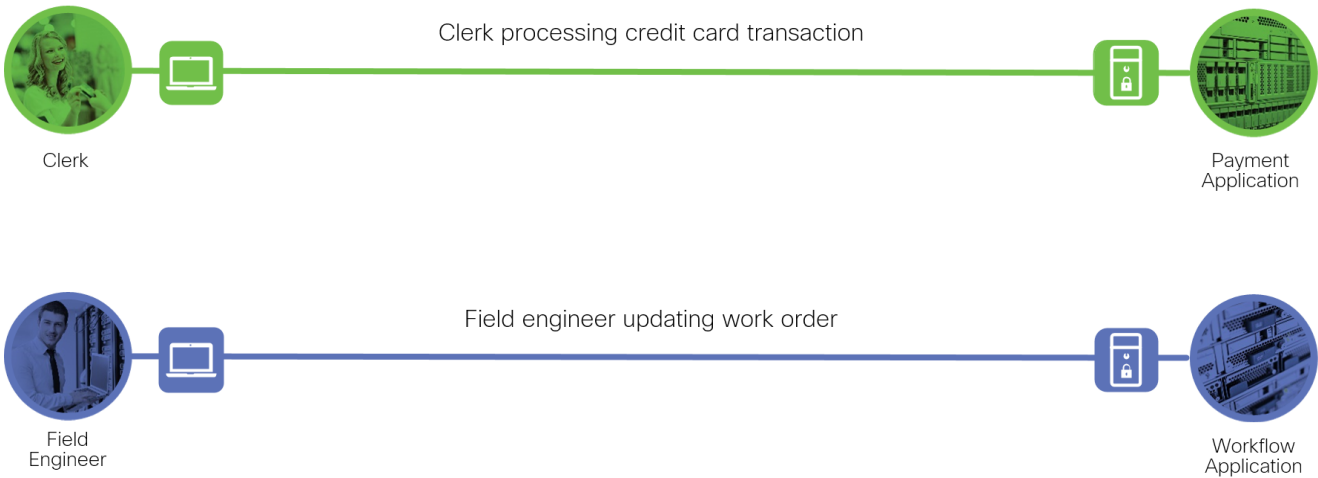 Clerk processing credit card transaction
Clerk
Payment
Application
Field engineer updating work order
Field
Engineer
Workflow
Application